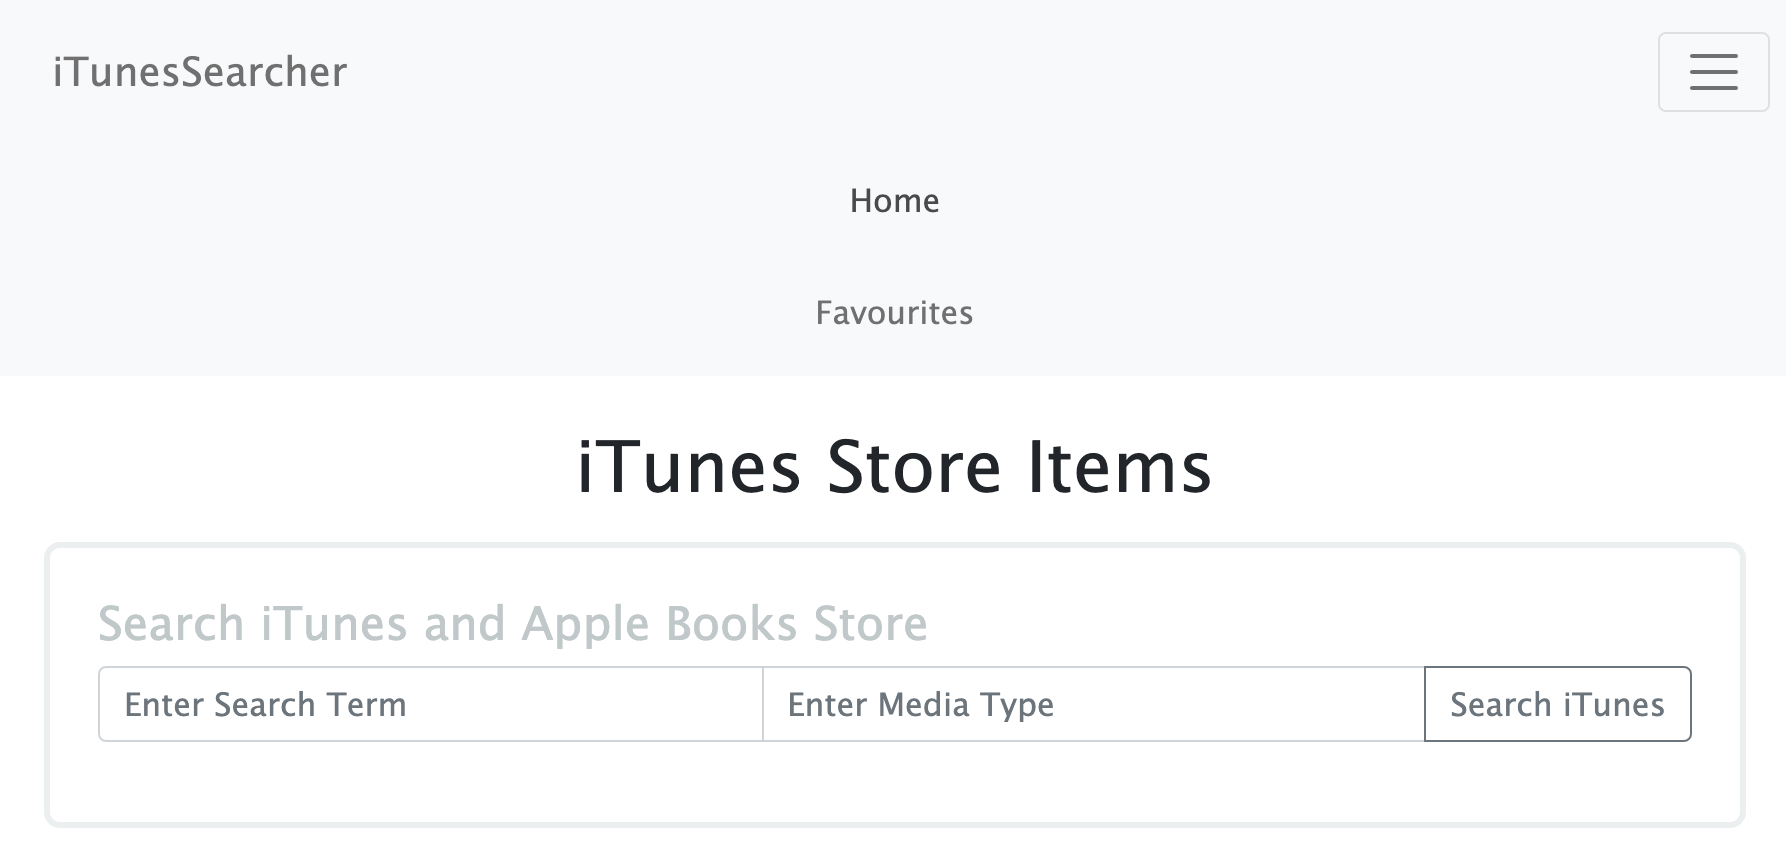 iTunesSearcher
Home
Favourites
iTunes Store Items
Search iTunes and Apple Books Store
Enter Search Term Enter Media Type Search iTunes